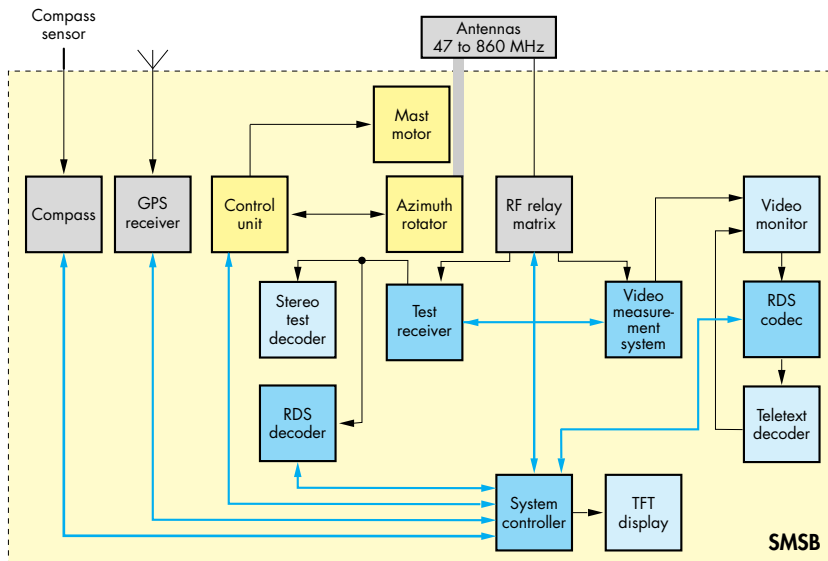 Compass
sensor
Antennas
47 to 860 MHz
Mast
motor
Compass
GPS
receiver
Control
unit
Azimuth
rotator
RF relay
matrix
Video
monitor
Stereo
test
decoder
Test
receiver
Video
measure-
ment
system
RDS
codec
RDS
decoder
Teletext
decoder
System
controller
TFT
display
SMSB